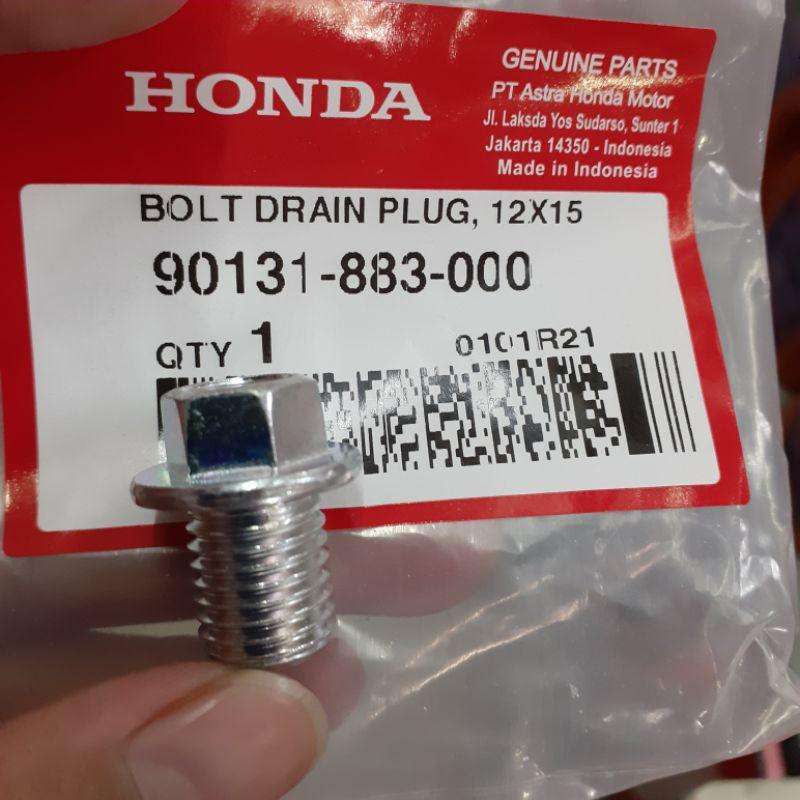 HONDA
GENUINE PARTS
PT Astra Honda Motor
Jl. Laksda Yos Sudarso, Sunter 1
Jakarta 14350 - Indonesia
Made in Indonesia
BOLT DRAIN PLUG, 12X15
90131-883-000
QTY 1
0101R21